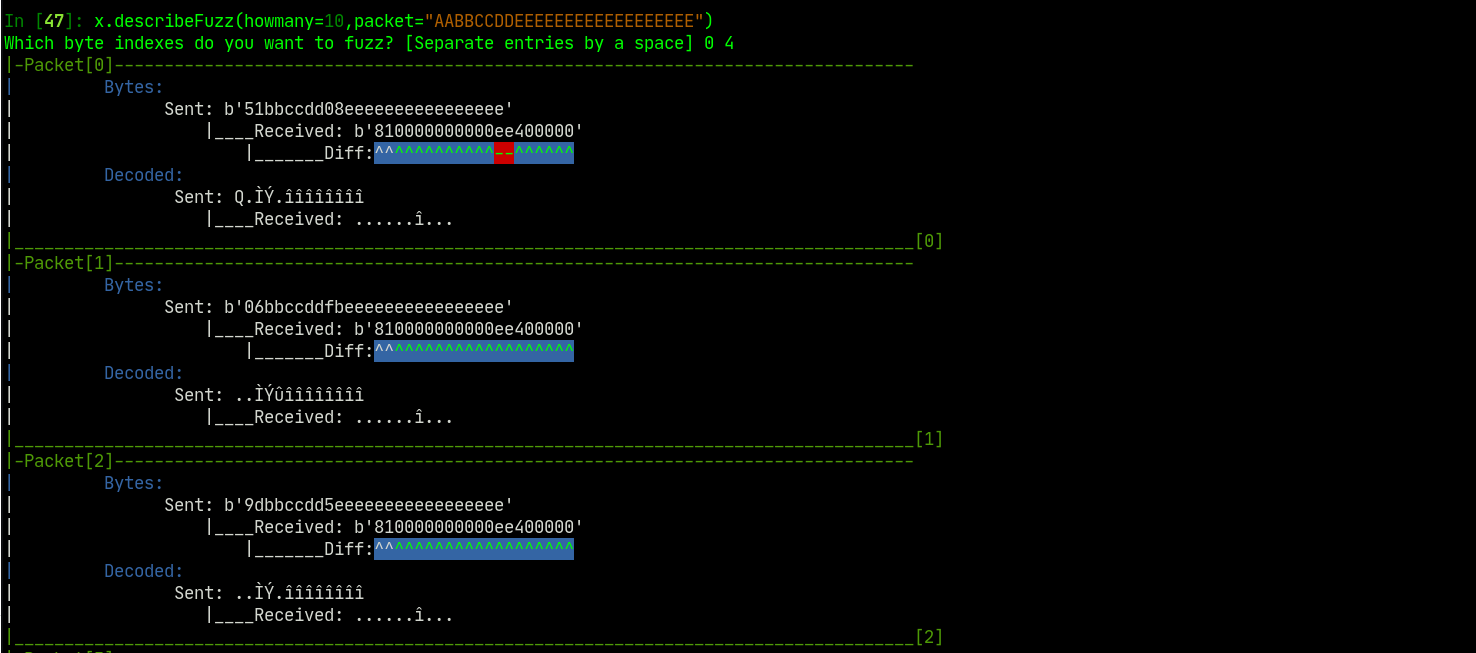 In [47]: x.describeFuzz(howmany=10,packet="AABBCCDDEEEEEEEEEEEEEEEEEE")
Which byte indexes do you want to fuzz? [Separate entries by a space] 0 4
|-Packet[0]--------------------------------------------------------------------------------
|         Bytes:
|               Sent: b'51bbccdd08eeeeeeeeeeeeeeee'
|                   |____Received: b'810000000000ee400000'
|                       |_______Diff:^^^^^^^^^^^^--^^^^^^
|         Decoded:
|                Sent: Q.ÌÝ.îîîîîîîî
|                   |____Received: ......î...
|__________________________________________________________________________________________[0]
|-Packet[1]--------------------------------------------------------------------------------
|         Bytes:
|               Sent: b'06bbccddfbeeeeeeeeeeeeeeee'
|                   |____Received: b'810000000000ee400000'
|                       |_______Diff:^^^^^^^^^^^^^^^^^^^^
|         Decoded:
|                Sent: ..ÌÝûîîîîîîîî
|                   |____Received: ......î...
|__________________________________________________________________________________________[1]
|-Packet[2]--------------------------------------------------------------------------------
|         Bytes:
|               Sent: b'9dbbccdd5eeeeeeeeeeeeeeeee'
|                   |____Received: b'810000000000ee400000'
|                       |_______Diff:^^^^^^^^^^^^^^^^^^^^
|         Decoded:
|                Sent: ..ÌÝ.îîîîîîîî
|                   |____Received: ......î...
|__________________________________________________________________________________________[2]